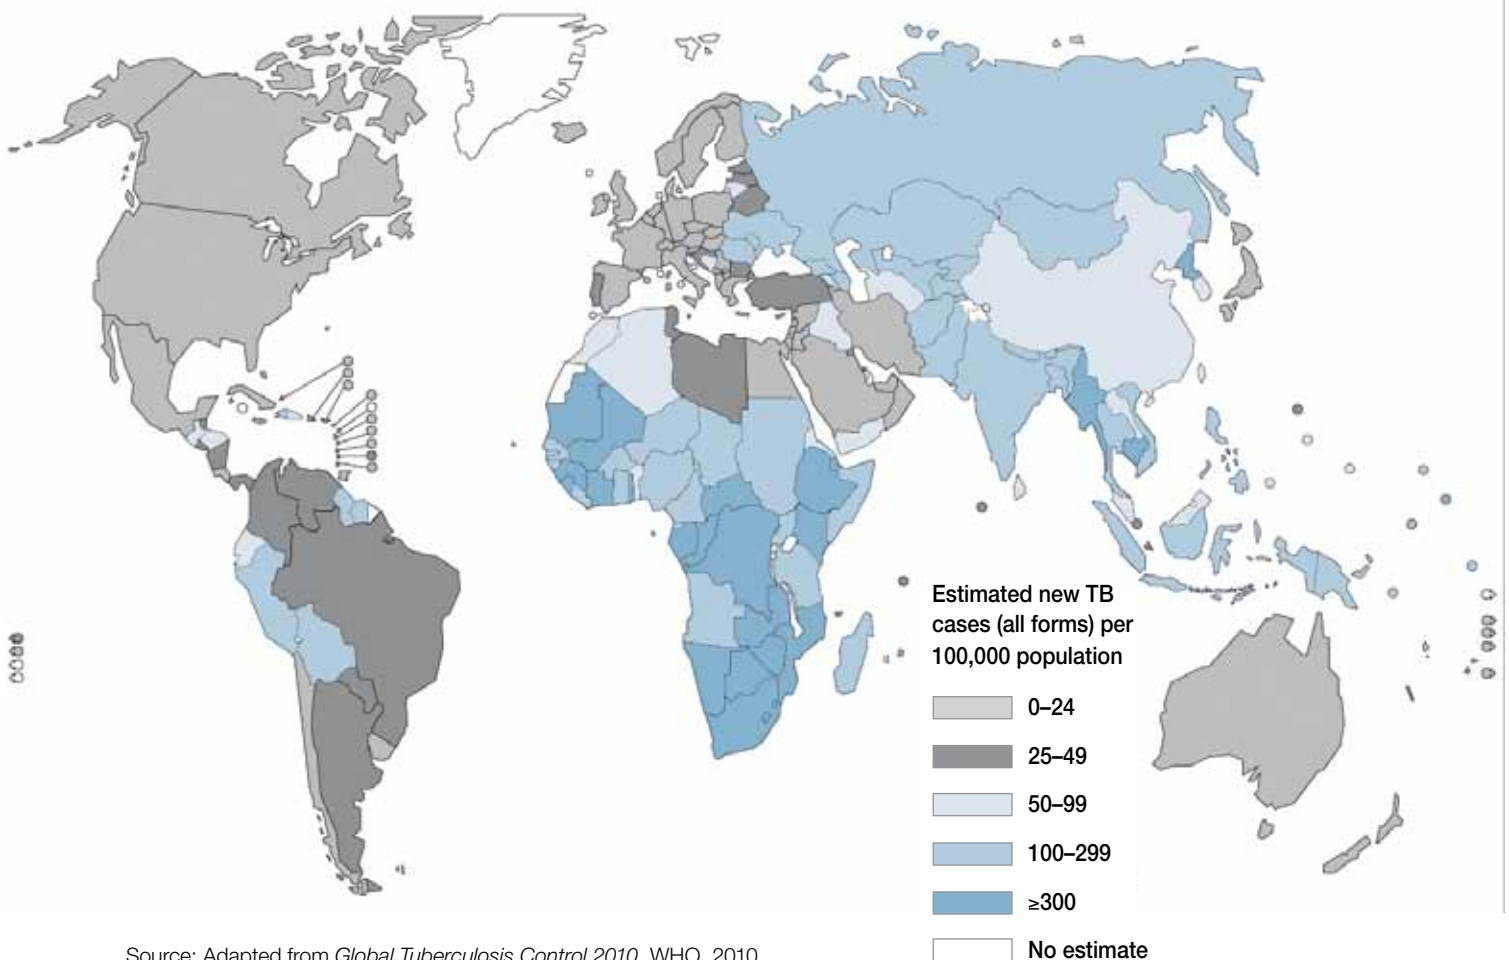 Estimated new TB
cases (all forms) per
100,000 population
0–24
25–49
50–99
100–299
≥300
No estimate
Source: Adapted from Global Tuberculosis Control 2010, WHO, 2010